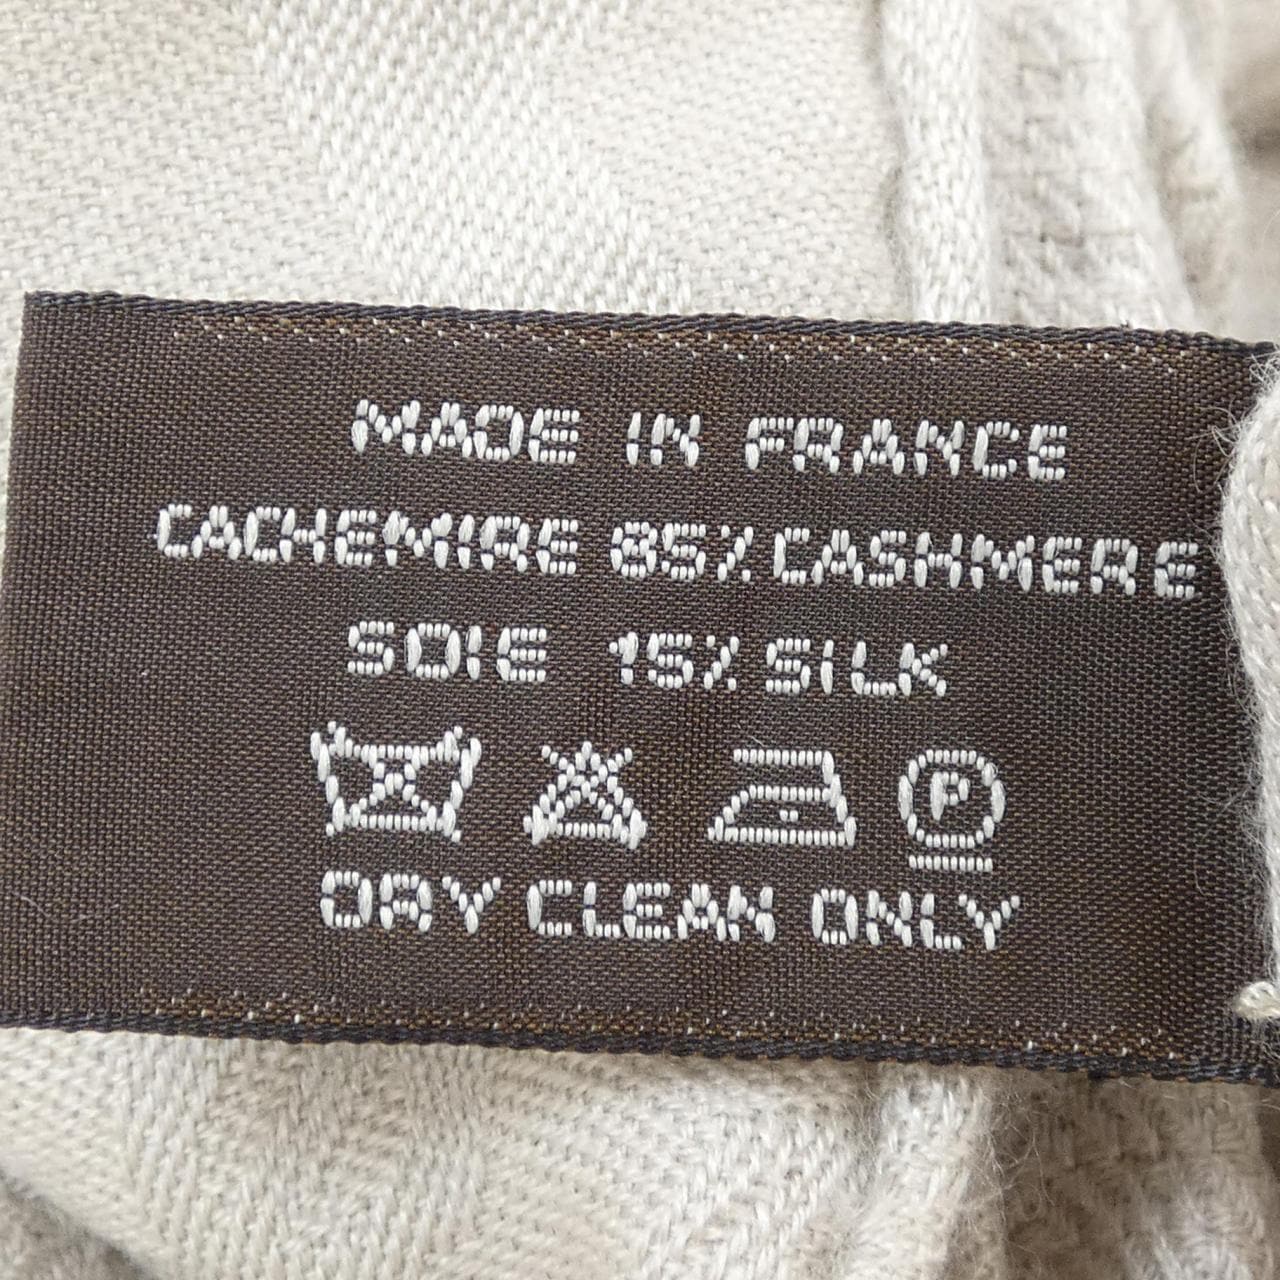 MADE IN FRANCE
CACHEMIRE 85% CASHMERE
SOIE 15% SILK
P
DRY CLEAN ONLY